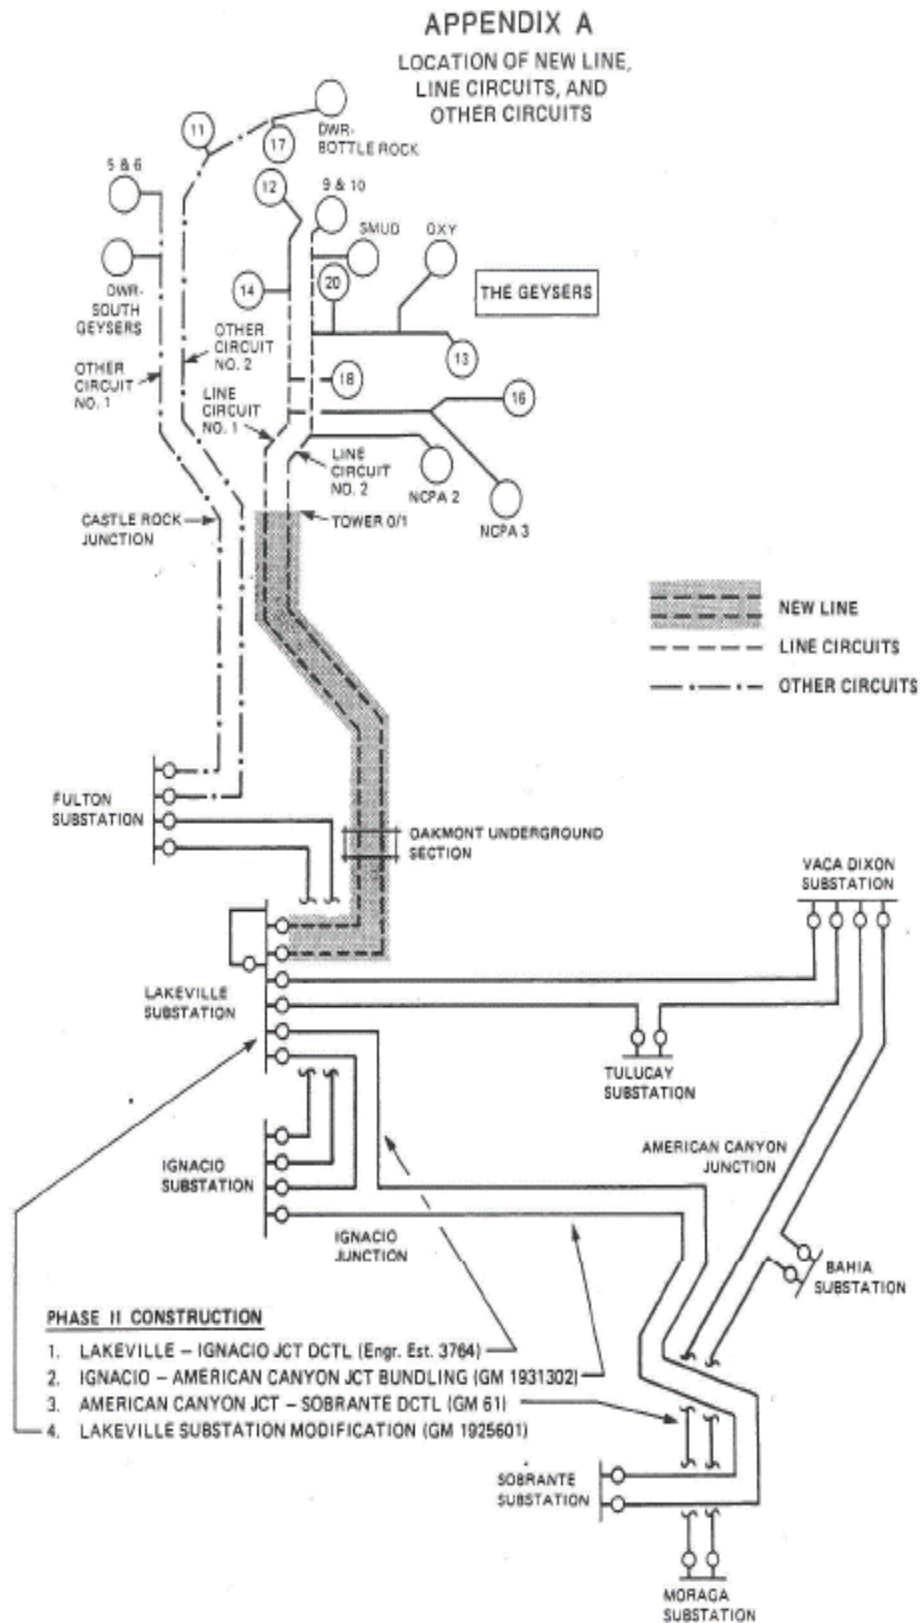 APPENDIX A
LOCATION OF NEW LINE,
LINE CIRCUITS, AND
OTHER CIRCUITS
11
17
DWR-
BOTTLE ROCK
5 & 6
12
9 & 10
SMUD
OXY
DWR-
SOUTH
GEYSERS
14
20
THE GEYSERS
OTHER
CIRCUIT
NO. 2
13
OTHER
CIRCUIT
NO. 1
18
16
LINE
CIRCUIT
NO. 1
LINE
CIRCUIT
NO. 2
NCPA 2
NCPA 3
CASTLE ROCK
JUNCTION
TOWER 0/1
NEW LINE
LINE CIRCUITS
OTHER CIRCUITS
FULTON
SUBSTATION
OAKMONT UNDERGROUND
SECTION
VACA DIXON
SUBSTATION
LAKEVILLE
SUBSTATION
TULUCAY
SUBSTATION
AMERICAN CANYON
JUNCTION
IGNACIO
SUBSTATION
IGNACIO
JUNCTION
BAHIA
SUBSTATION
PHASE II CONSTRUCTION
1. LAKEVILLE – IGNACIO JCT DCTL (Engr. Est. 3764)
2. IGNACIO – AMERICAN CANYON JCT BUNDLING (GM 1931302)
3. AMERICAN CANYON JCT – SOBRANTE DCTL (GM 61)
4. LAKEVILLE SUBSTATION MODIFICATION (GM 1925601)
SOBRANTE
SUBSTATION
MORAGA
SUBSTATION